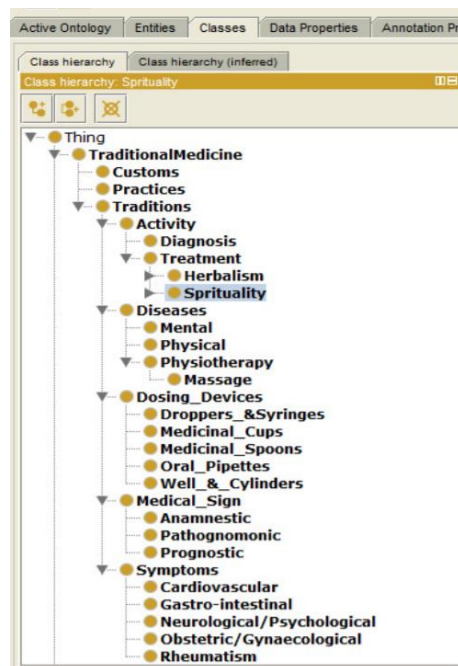 Active Ontology Entities Classes Data Properties Annotation Pr
Class hierarchy Class hierarchy (inferred)
Class hierarchy: Sprituality
Thing
TraditionalMedicine
Customs
Practices
Traditions
Activity
Diagnosis
Treatment
Herbalism
Sprituality
Diseases
Mental
Physical
Physiotherapy
Massage
Dosing_Devices
Droppers_&Syringes
Medicinal_Cups
Medicinal_Spoons
Oral_Pipettes
Well_&_Cylinders
Medical_Sign
Anamnestic
Pathognomonic
Prognostic
Symptoms
Cardiovascular
Gastro-intestinal
Neurological/Psychological
Obstetric/Gynaecological
Rheumatism